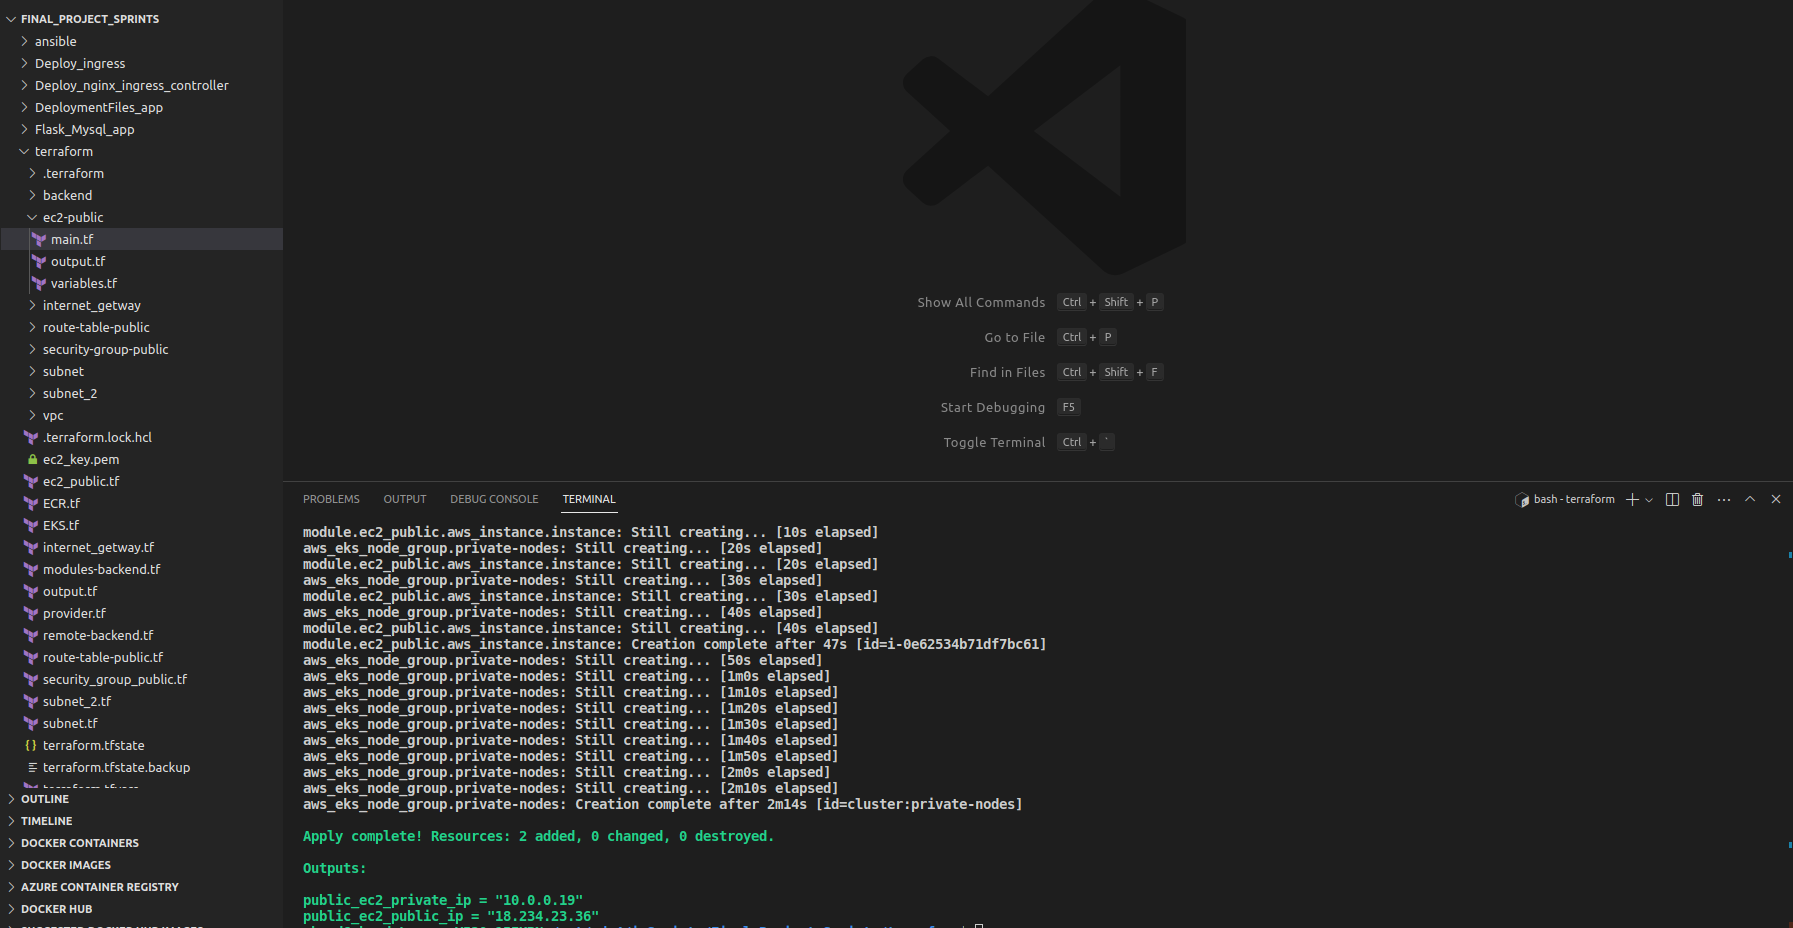 FINAL_PROJECT_SPRINTS
ansible
Deploy_ingress
Deploy_nginx_ingress_controller
DeploymentFiles_app
Flask_Mysql_app
terraform
.terraform
backend
ec2-public
main.tf
output.tf
variables.tf
internet_getway
route-table-public
security-group-public
subnet
subnet_2
vpc
.terraform.lock.hcl
ec2_key.pem
ec2_public.tf
ECR.tf
EKS.tf
internet_getway.tf
modules-backend.tf
output.tf
provider.tf
remote-backend.tf
route-table-public.tf
security_group_public.tf
subnet_2.tf
subnet.tf
terraform.tfstate
terraform.tfstate.backup
OUTLINE
TIMELINE
DOCKER CONTAINERS
DOCKER IMAGES
AZURE CONTAINER REGISTRY
DOCKER HUB
Show All Commands Ctrl + Shift + P
Go to File Ctrl + P
Find in Files Ctrl + Shift + F
Start Debugging F5
Toggle Terminal Ctrl + `
PROBLEMS OUTPUT DEBUG CONSOLE TERMINAL bash - terraform
module.ec2_public.aws_instance.instance: Still creating... [10s elapsed]
aws_eks_node_group.private-nodes: Still creating... [20s elapsed]
module.ec2_public.aws_instance.instance: Still creating... [20s elapsed]
aws_eks_node_group.private-nodes: Still creating... [30s elapsed]
module.ec2_public.aws_instance.instance: Still creating... [30s elapsed]
aws_eks_node_group.private-nodes: Still creating... [40s elapsed]
module.ec2_public.aws_instance.instance: Still creating... [40s elapsed]
module.ec2_public.aws_instance.instance: Creation complete after 47s [id=i-0e62534b71df7bc61]
aws_eks_node_group.private-nodes: Still creating... [50s elapsed]
aws_eks_node_group.private-nodes: Still creating... [1m0s elapsed]
aws_eks_node_group.private-nodes: Still creating... [1m10s elapsed]
aws_eks_node_group.private-nodes: Still creating... [1m20s elapsed]
aws_eks_node_group.private-nodes: Still creating... [1m30s elapsed]
aws_eks_node_group.private-nodes: Still creating... [1m40s elapsed]
aws_eks_node_group.private-nodes: Still creating... [1m50s elapsed]
aws_eks_node_group.private-nodes: Still creating... [2m0s elapsed]
aws_eks_node_group.private-nodes: Still creating... [2m10s elapsed]
aws_eks_node_group.private-nodes: Creation complete after 2m14s [id=cluster:private-nodes]
Apply complete! Resources: 2 added, 0 changed, 0 destroyed.
Outputs:
public_ec2_private_ip = "10.0.0.19"
public_ec2_public_ip = "18.234.23.36"